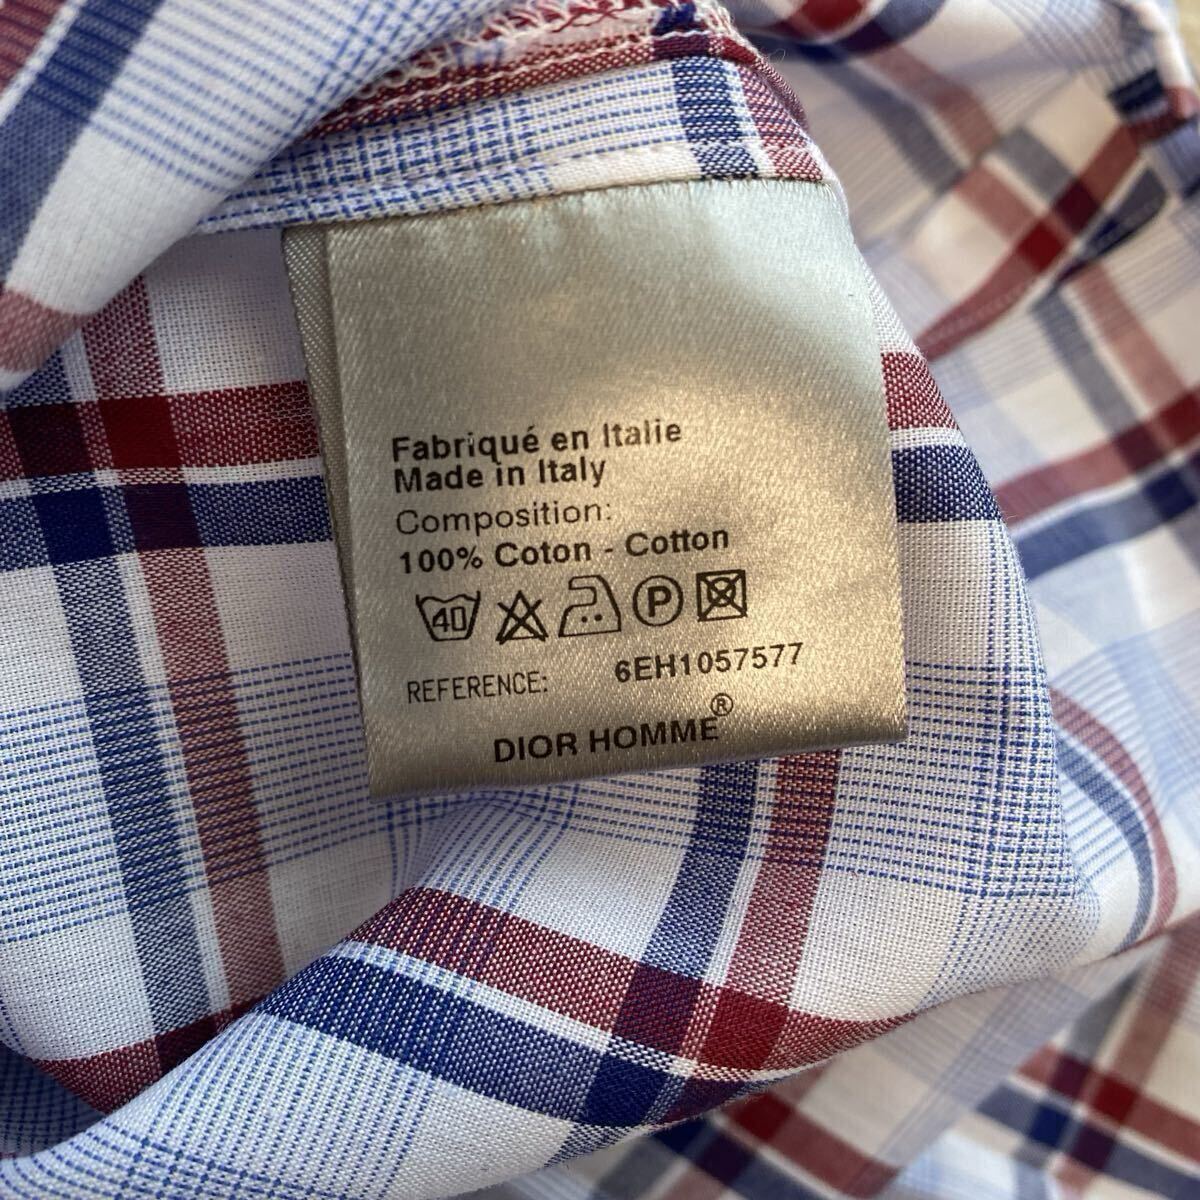 Fabriqué en Italie
Made in Italy
Composition:
100% Coton - Cotton
40 P
REFERENCE: 6EH1057577
DIOR HOMME®